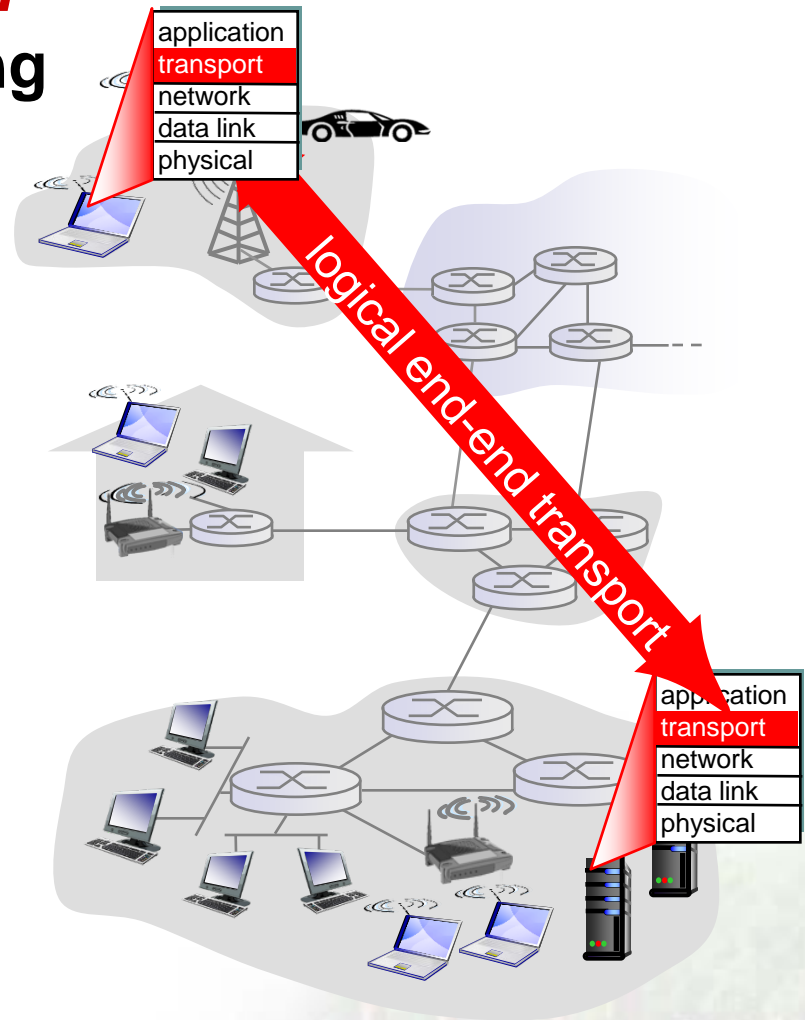 ng
application
transport
network
data link
physical
logical end-end transport
application
transport
network
data link
physical